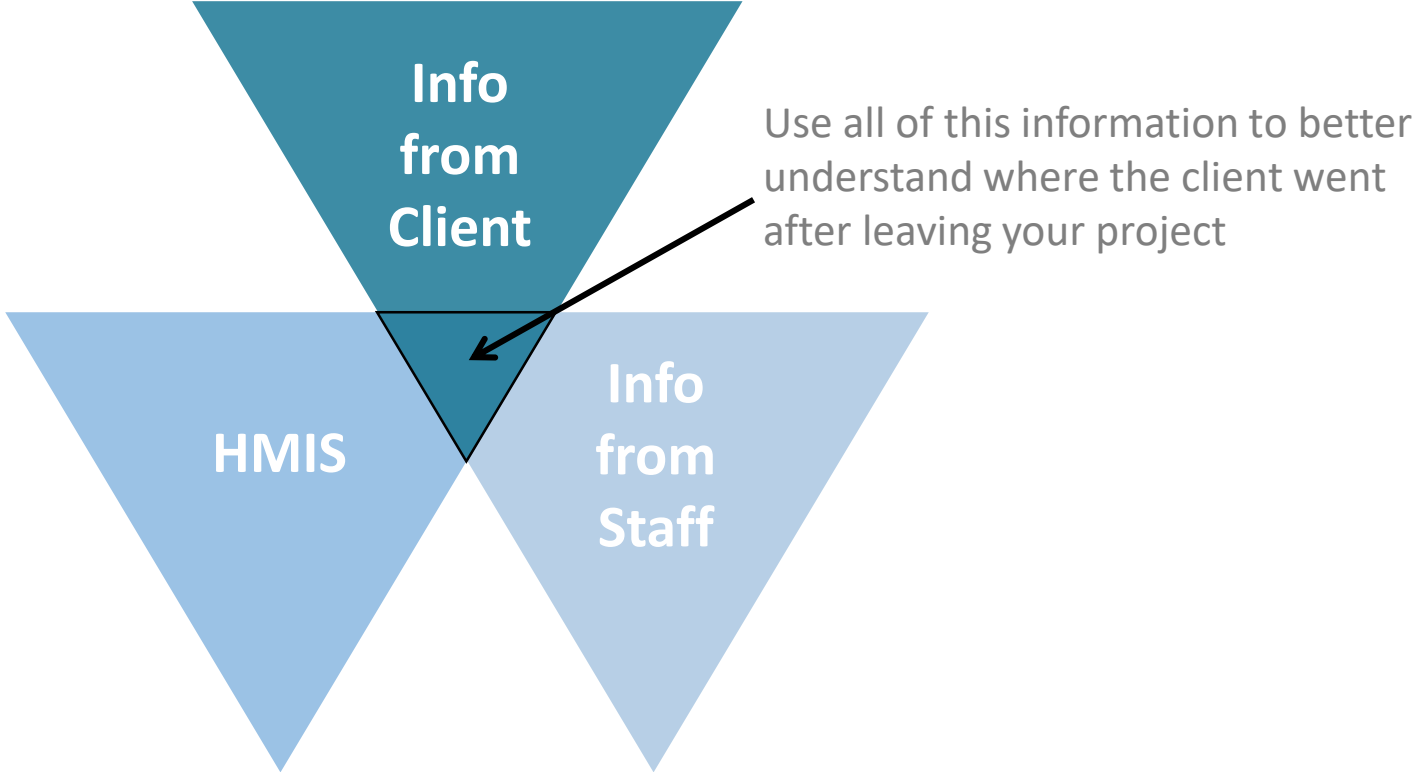 Info
from
Client
Use all of this information to better
understand where the client went
after leaving your project
HMIS
Info
from
Staff